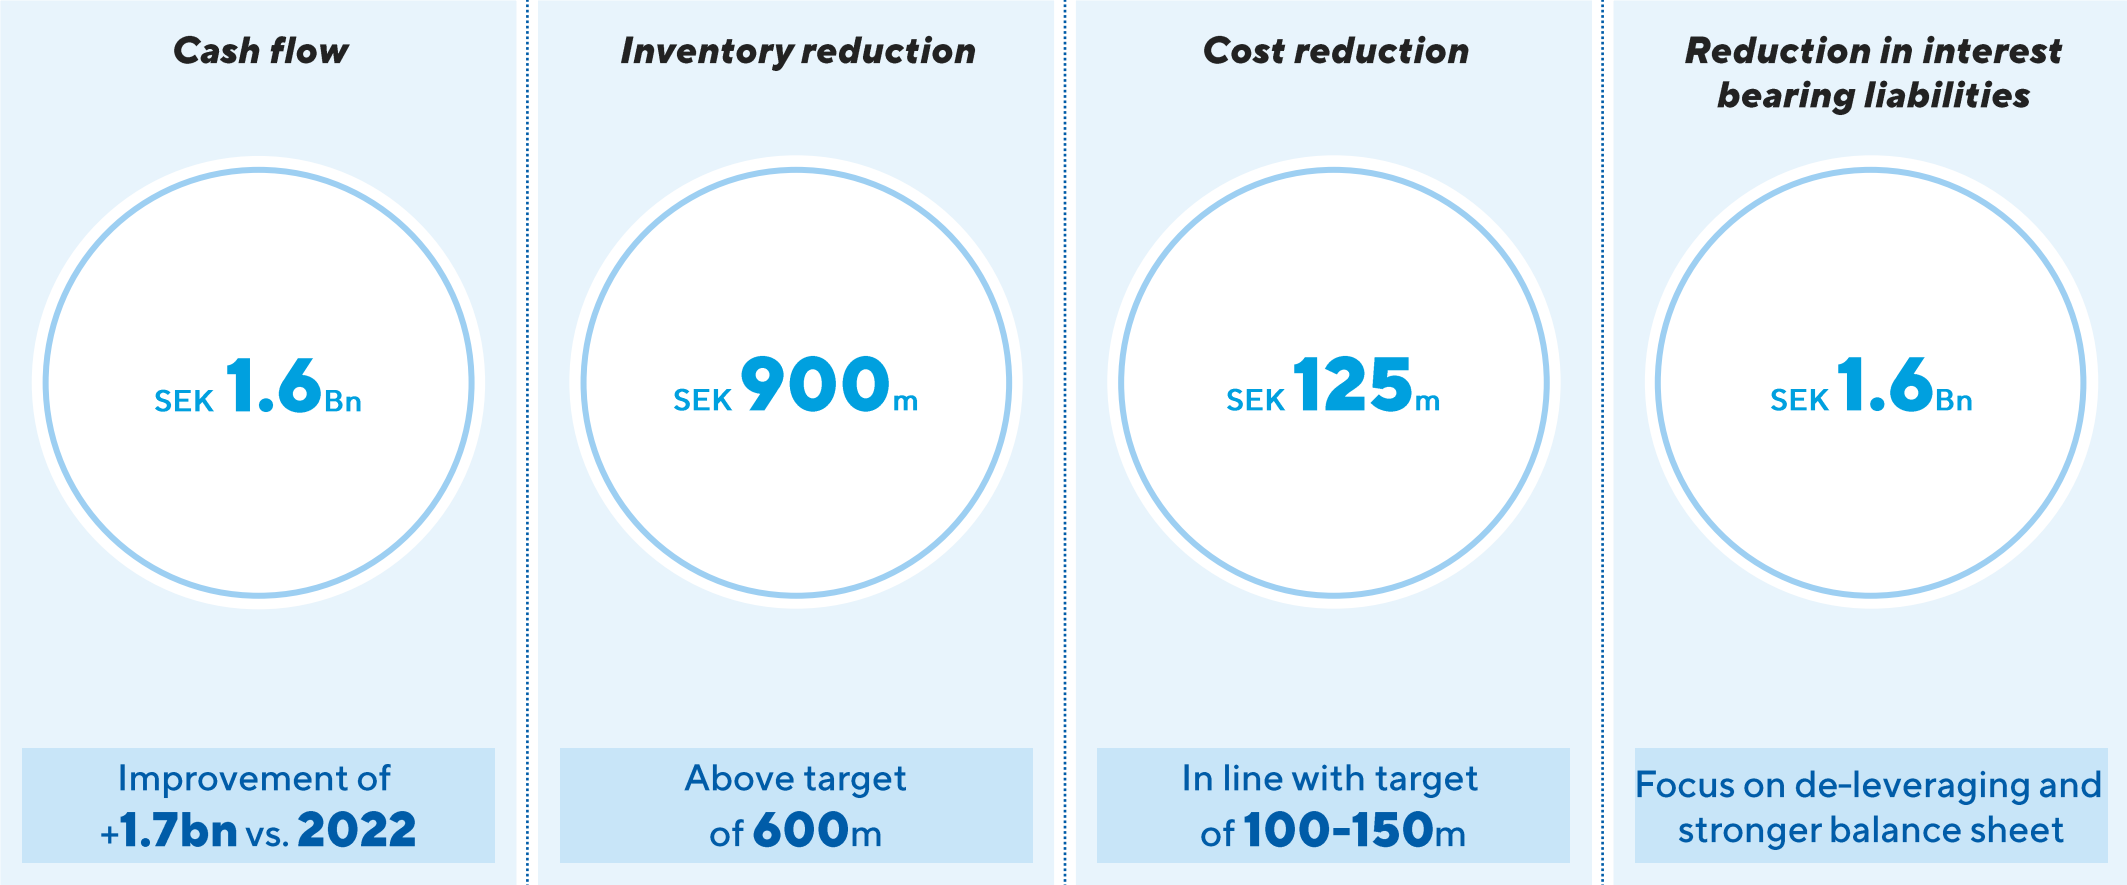 Cash flow
SEK 1.6Bn
Improvement of
+1.7bn vs. 2022
Inventory reduction
SEK 900m
Above target
of 600m
Cost reduction
SEK 125m
In line with target
of 100-150m
Reduction in interest
bearing liabilities
SEK 1.6Bn
Focus on de-leveraging and
stronger balance sheet